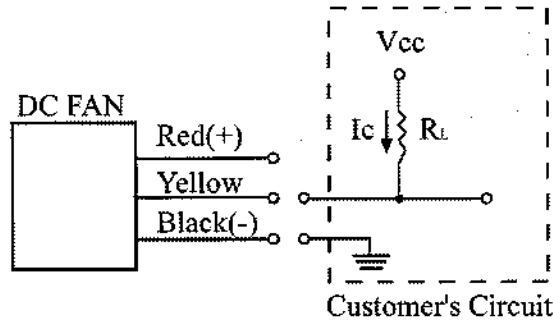 Vcc
DC FAN
Red(+)
Ic
RL
Yellow
Black(-)
Customer's Circuit